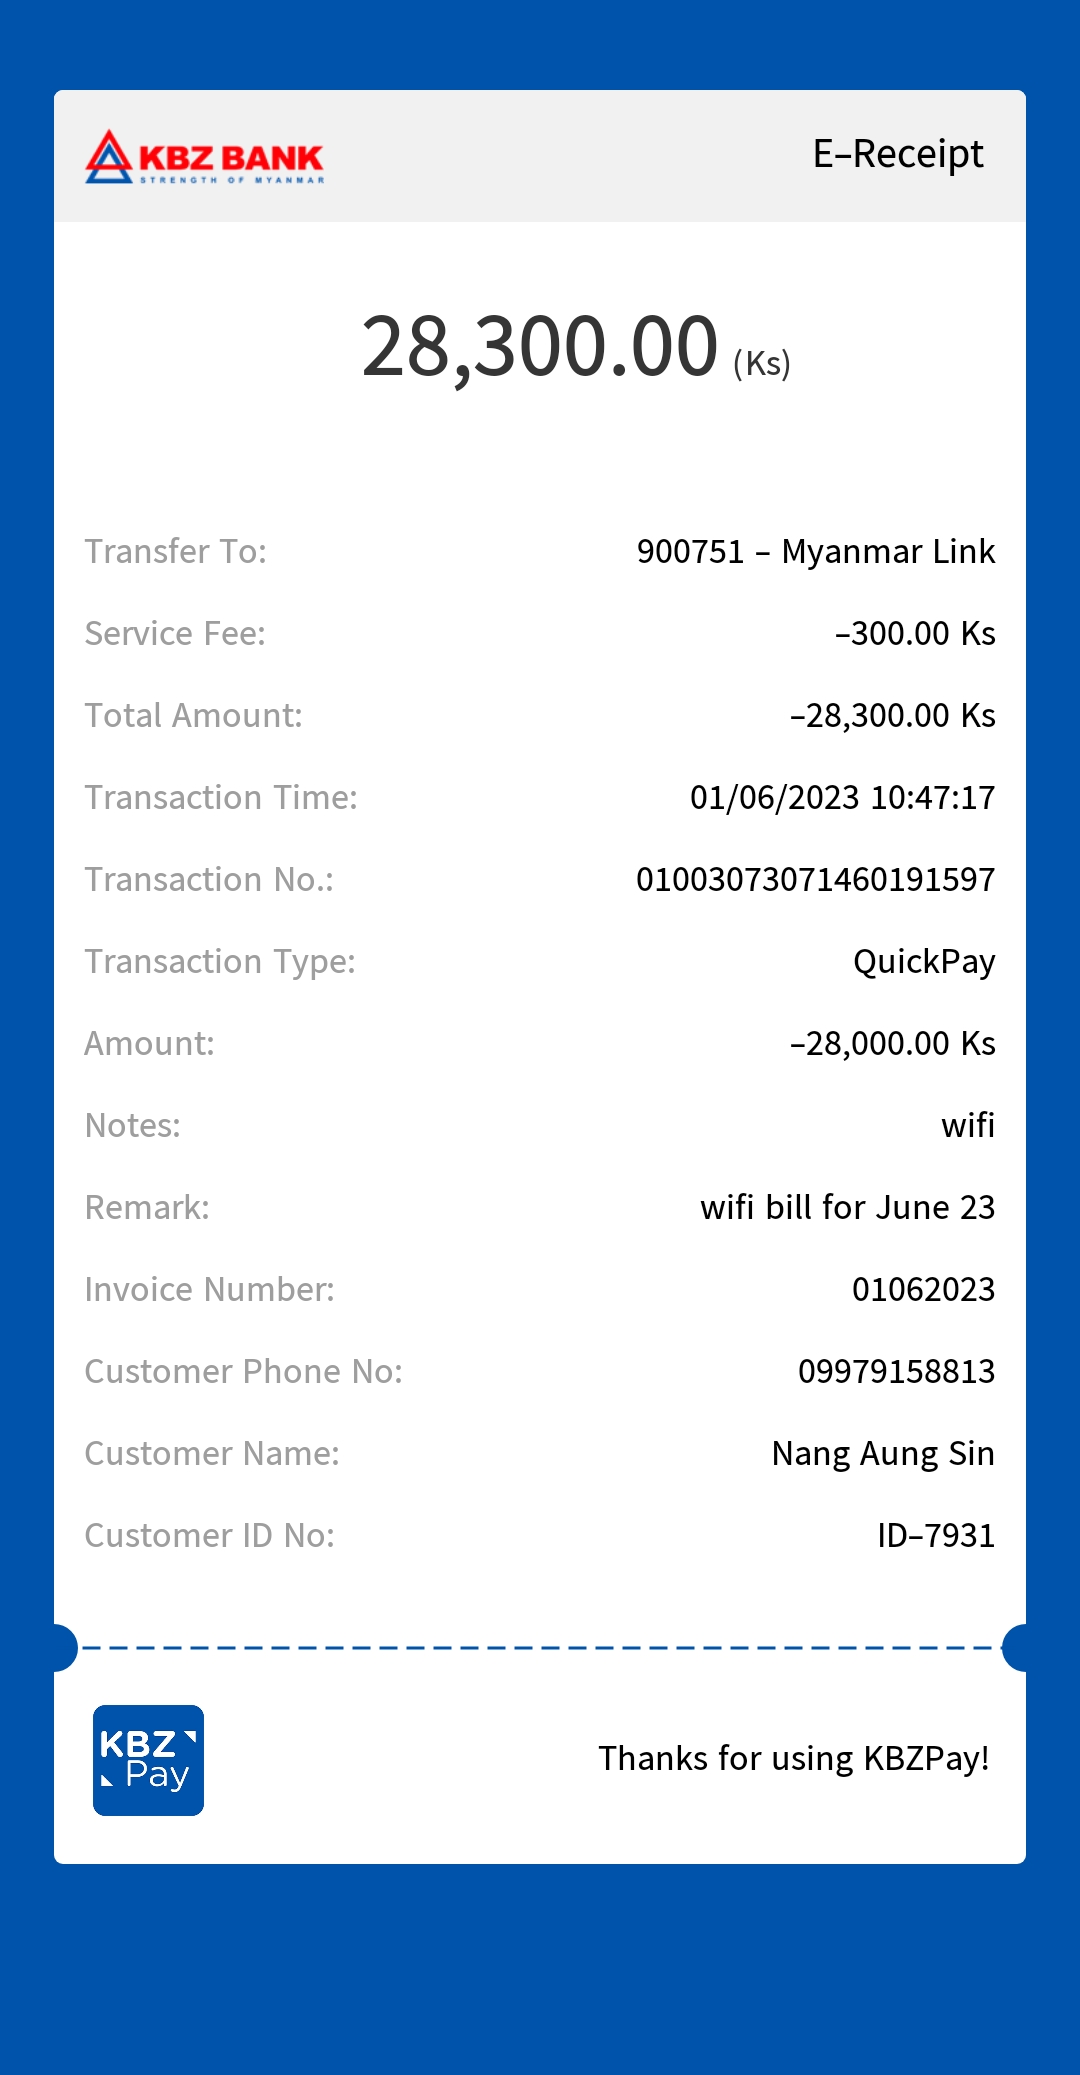 KBZ BANK
STRENGTH OF MYANMAR
E-Receipt
28,300.00 (Ks)
Transfer To: 900751 - Myanmar Link
Service Fee: -300.00 Ks
Total Amount: -28,300.00 Ks
Transaction Time: 01/06/2023 10:47:17
Transaction No.: 01003073071460191597
Transaction Type: QuickPay
Amount: -28,000.00 Ks
Notes: wifi
Remark: wifi bill for June 23
Invoice Number: 01062023
Customer Phone No: 09979158813
Customer Name: Nang Aung Sin
Customer ID No: ID-7931
KBZ
Pay
Thanks for using KBZPay!